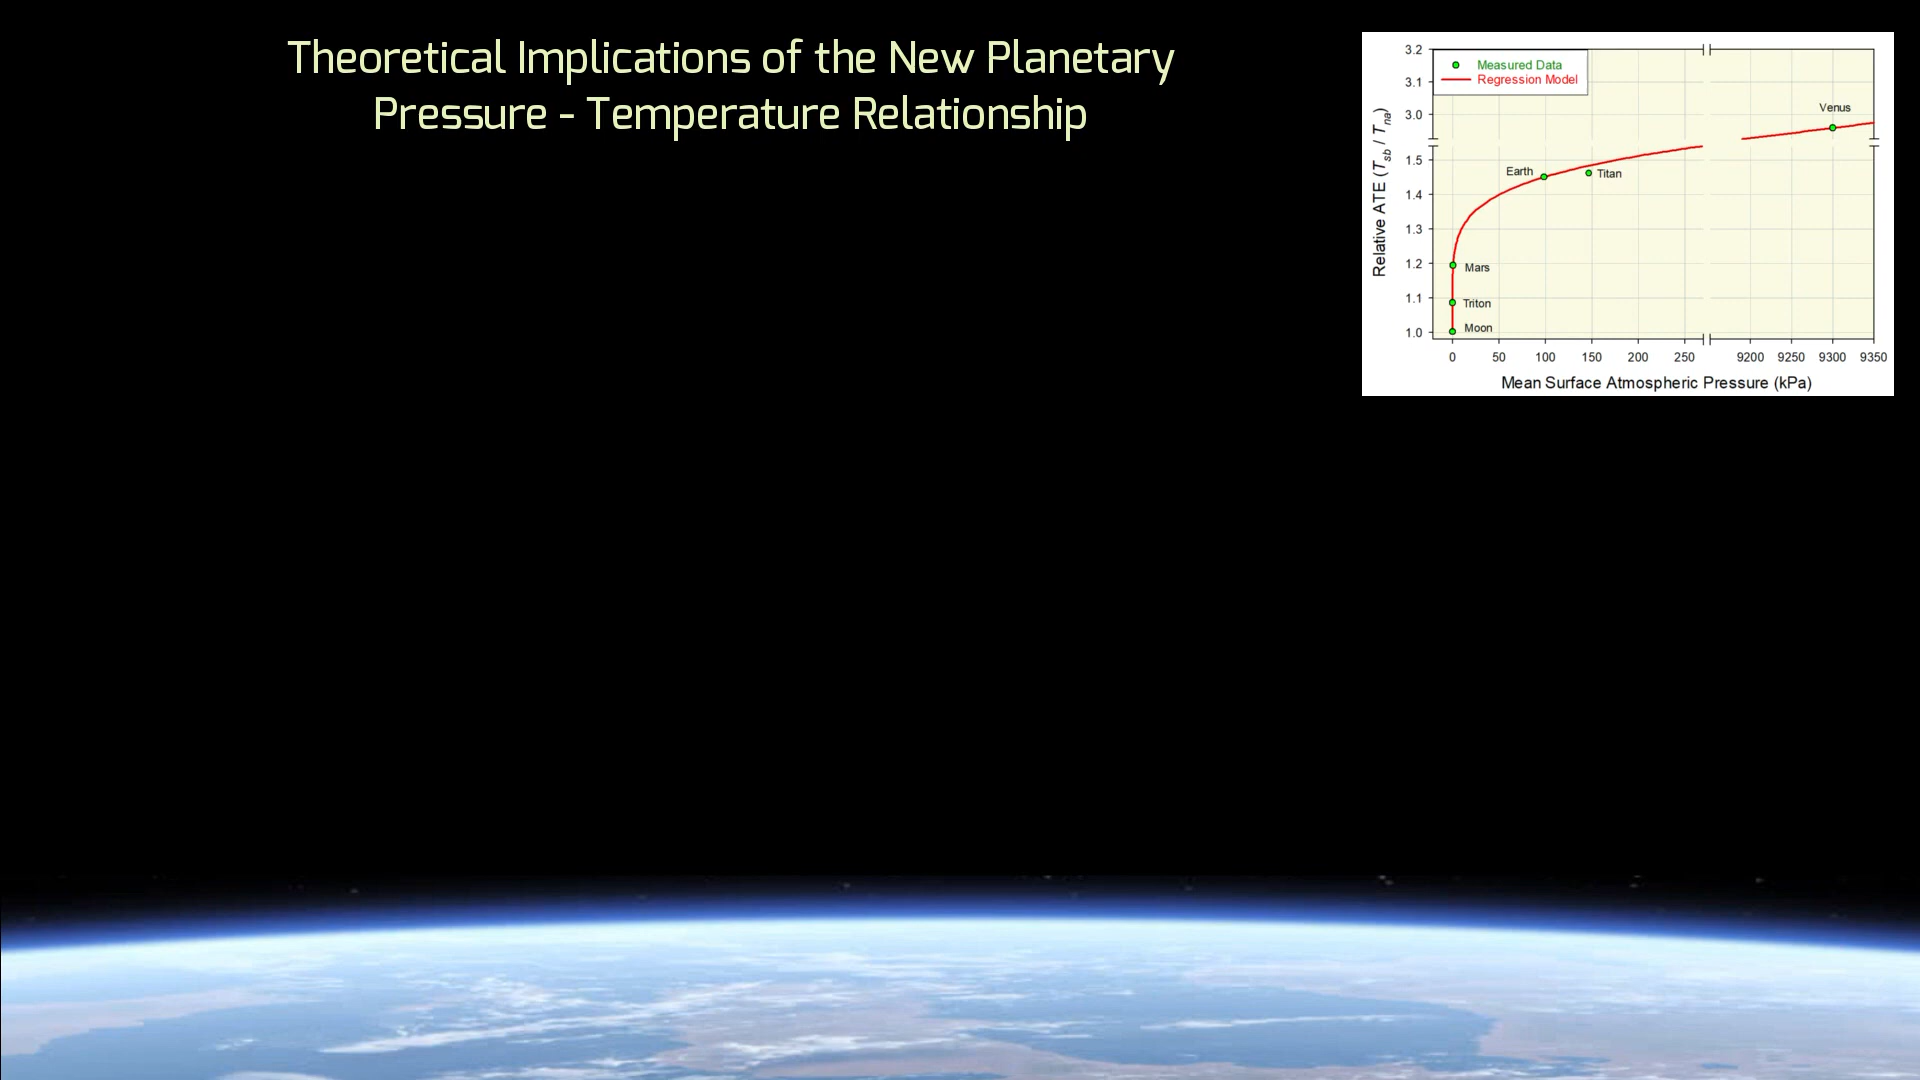 Theoretical Implications of the New Planetary
Pressure - Temperature Relationship
Measured Data
Regression Model
Relative ATE (Tsb / Tna)
3.2
3.1
3.0
1.5
1.4
1.3
1.2
1.1
1.0
Venus
Earth
Titan
Mars
Triton
Moon
0 50 100 150 200 250 9200 9250 9300 9350
Mean Surface Atmospheric Pressure (kPa)